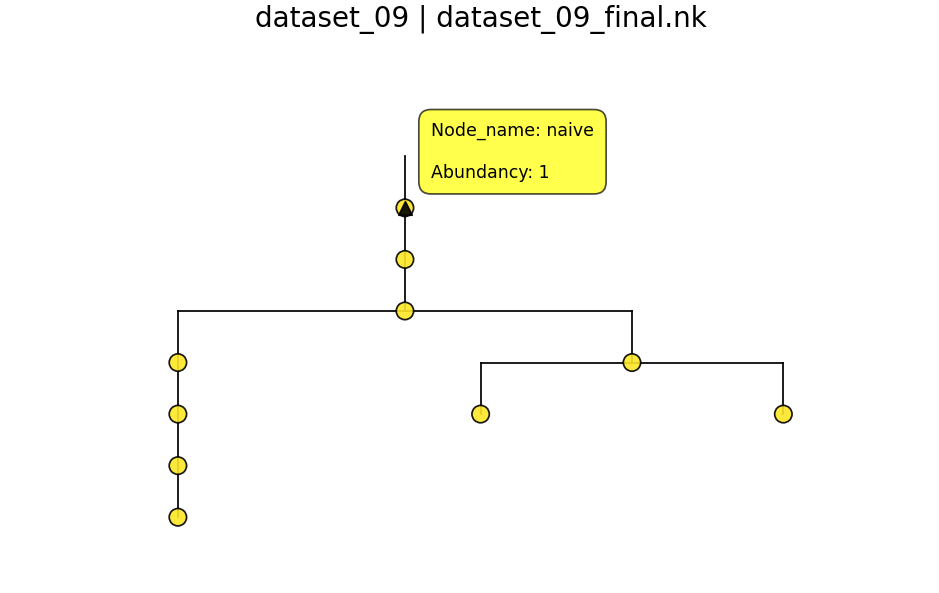 dataset_09 | dataset_09_final.nk
Node_name: naive
Abundancy: 1